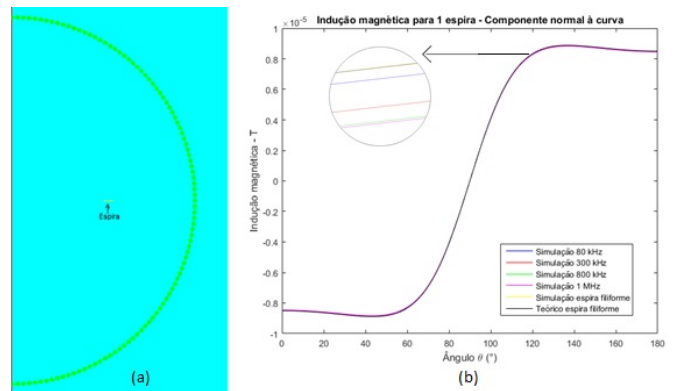 Espira
(a)
Indução magnética para 1 espira - Componente normal à curva
×10⁻⁵
1
0.8
0.6
0.4
0.2
0
-0.2
-0.4
-0.6
-0.8
-1
Indução magnética - T
0 20 40 60 80 100 120 140 160 180
Ângulo θ (°)
Simulação 80 kHz
Simulação 300 kHz
Simulação 800 kHz
Simulação 1 MHz
Simulação espira filiforme
Teórico espira filiforme
(b)